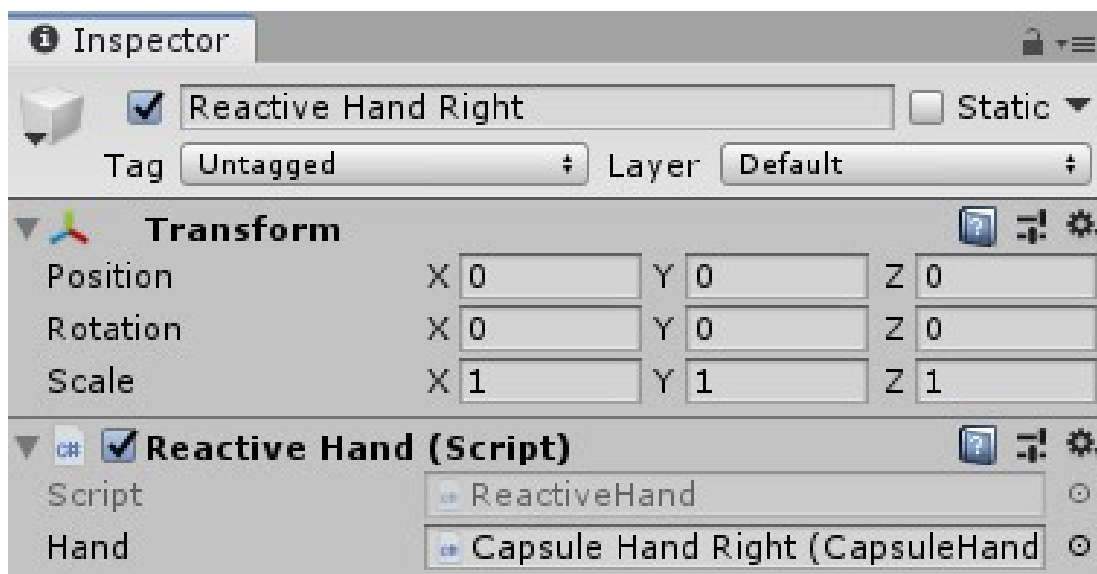 Inspector
Reactive Hand Right Static
Tag Untagged Layer Default
Transform
Position X 0 Y 0 Z 0
Rotation X 0 Y 0 Z 0
Scale X 1 Y 1 Z 1
c# Reactive Hand (Script)
Script c# ReactiveHand
Hand c# Capsule Hand Right (CapsuleHand